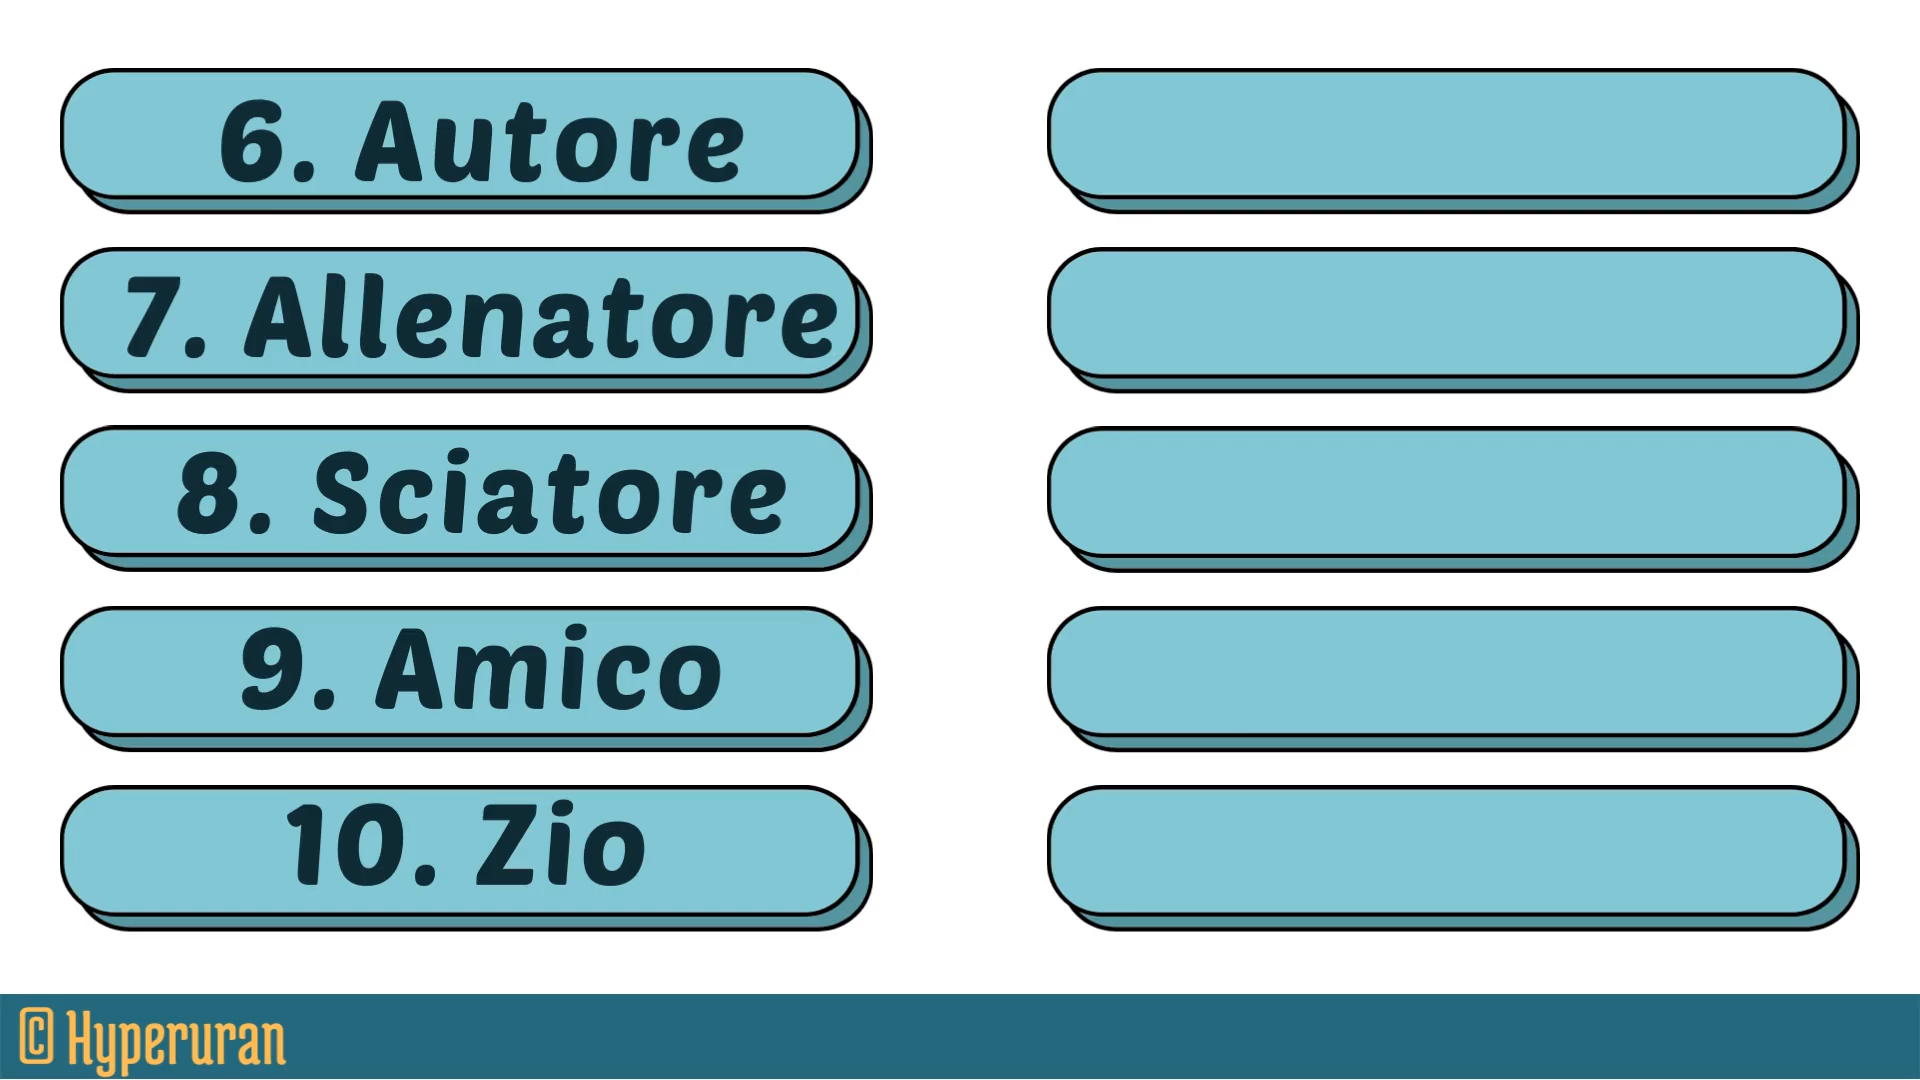 6. Autore
7. Allenatore
8. Sciatore
9. Amico
10. Zio
© Hyperuran